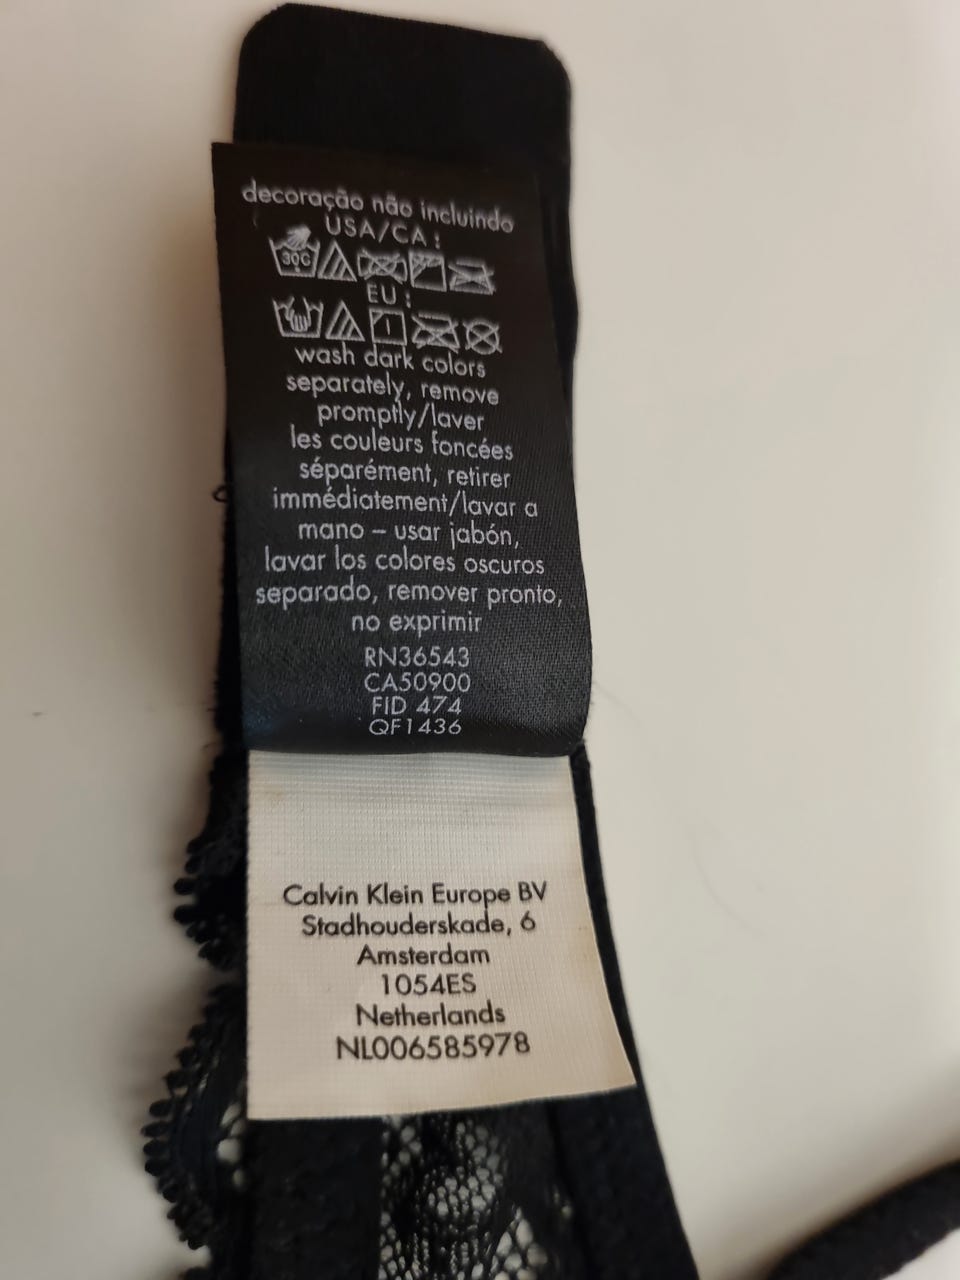 decoração não incluindo
USA/CA :
30C
EU :
wash dark colors
separately, remove
promptly/laver
les couleurs foncées
séparément, retirer
immédiatement/lavar a
mano – usar jabón,
lavar los colores oscuros
separado, remover pronto,
no exprimir
RN36543
CA50900
FID 474
QF1436
Calvin Klein Europe BV
Stadhouderskade, 6
Amsterdam
1054ES
Netherlands
NL006585978